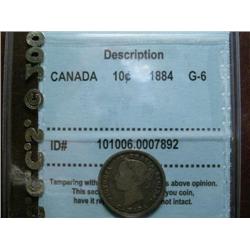 Description
CANADA 10¢ 1884 G-6
ID# 101006.0007892
Tampering with s above opinion.
This sec you coin,
have it r not intact.